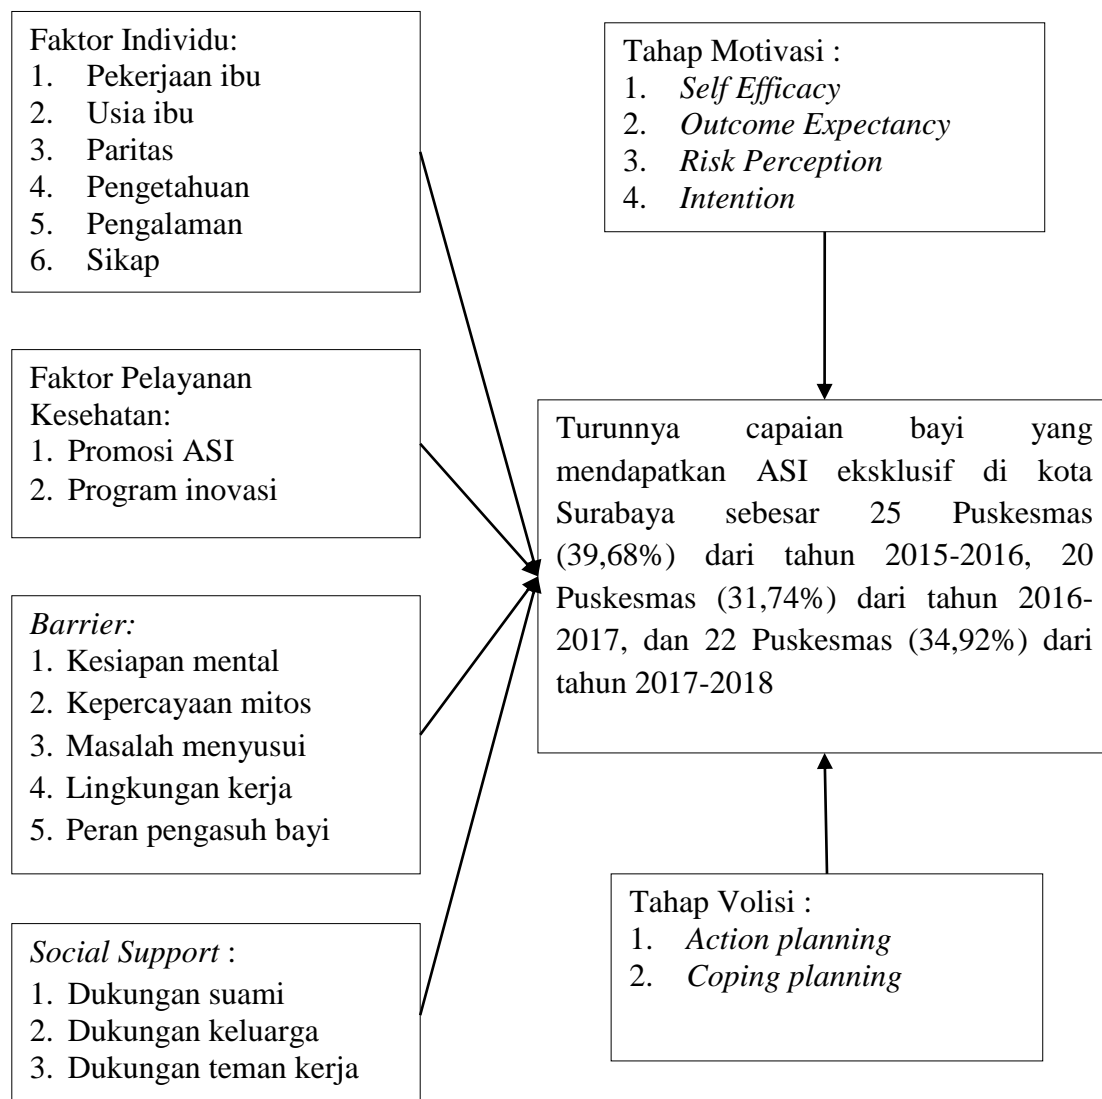 Faktor Individu:
1. Pekerjaan ibu
2. Usia ibu
3. Paritas
4. Pengetahuan
5. Pengalaman
6. Sikap
Tahap Motivasi :
1. Self Efficacy
2. Outcome Expectancy
3. Risk Perception
4. Intention
Faktor Pelayanan
Kesehatan:
1. Promosi ASI
2. Program inovasi
Turunnya capaian bayi yang
mendapatkan ASI eksklusif di kota
Surabaya sebesar 25 Puskesmas
(39,68%) dari tahun 2015-2016, 20
Puskesmas (31,74%) dari tahun 2016-
2017, dan 22 Puskesmas (34,92%) dari
tahun 2017-2018
Barrier:
1. Kesiapan mental
2. Kepercayaan mitos
3. Masalah menyusui
4. Lingkungan kerja
5. Peran pengasuh bayi
Tahap Volisi :
1. Action planning
2. Coping planning
Social Support :
1. Dukungan suami
2. Dukungan keluarga
3. Dukungan teman kerja